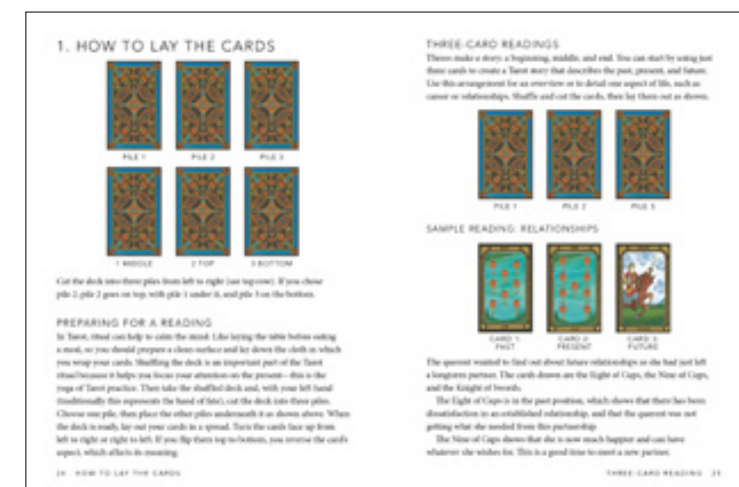 1. HOW TO LAY THE CARDS
PILE 1
PILE 2
PILE 3
1 MIDDLE
2 TOP
3 BOTTOM
Cut the deck into three piles from left to right (see top row). If you chose
pile 2, pile 2 goes on top, with pile 1 under it, and pile 3 on the bottom.
PREPARING FOR A READING
In Tarot, ritual can help to calm the mind. Like laying the table before eating
a meal, so you should prepare a clean surface and lay down the cloth in which
you wrap your cards. Shuffling the deck is an important part of the Tarot
ritual because it helps you focus your attention on the present—this is the
yoga of Tarot practice. Then take the shuffled deck and, with your left hand
(traditionally this represents the hand of fate), cut the deck into three piles.
Choose one pile, then place the other piles underneath it as shown above. When
the deck is ready, lay out your cards in a spread. Turn the cards face up from
left to right or right to left. If you flip them top to bottom, you reverse the card's
aspect, which affects its meaning.
24 HOW TO LAY THE CARDS
THREE-CARD READINGS
Threes make a story: a beginning, middle, and end. You can start by using just
three cards to create a Tarot story that describes the past, present, and future.
Use this arrangement for an overview or to detail one aspect of life, such as
career or relationships. Shuffle and cut the cards, then lay them out as shown.
PILE 1
PILE 2
PILE 3
SAMPLE READING: RELATIONSHIPS
CARD 1:
PAST
CARD 2:
PRESENT
CARD 3:
FUTURE
The querent wanted to find out about future relationships as she had just left
a longterm partner. The cards drawn are the Eight of Cups, the Nine of Cups,
and the Knight of Swords.
The Eight of Cups is in the past position, which shows that there has been
dissatisfaction in an established relationship, and that the querent was not
getting what she needed from this partnership.
The Nine of Cups shows that she is now much happier and can have
whatever she wishes for. This is a good time to meet a new partner.
THREE-CARD READING 25